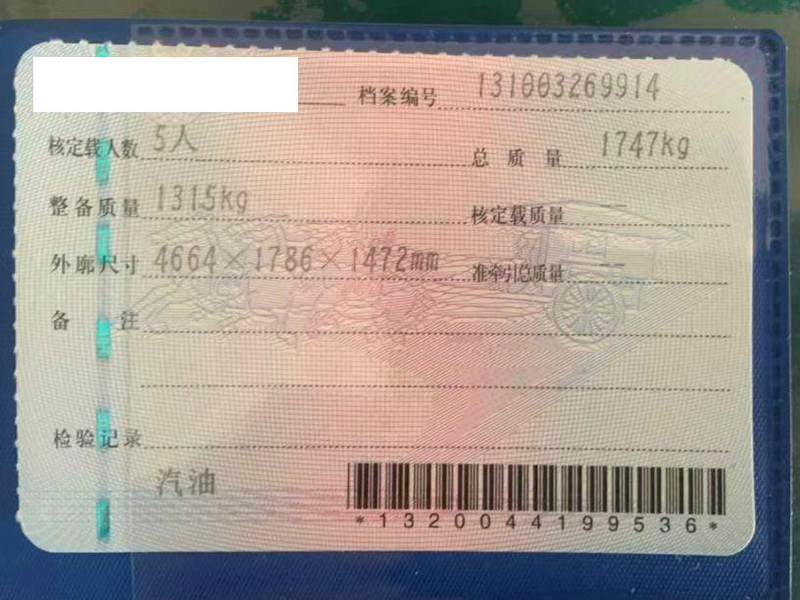 档案编号 131003269914
核定载人数 5人 总质量 1747kg
整备质量 1315kg 核定载质量 --
外廓尺寸 4664×1786×1472mm 准牵引总质量 --
备注
检验记录
汽油
*1320044199536*